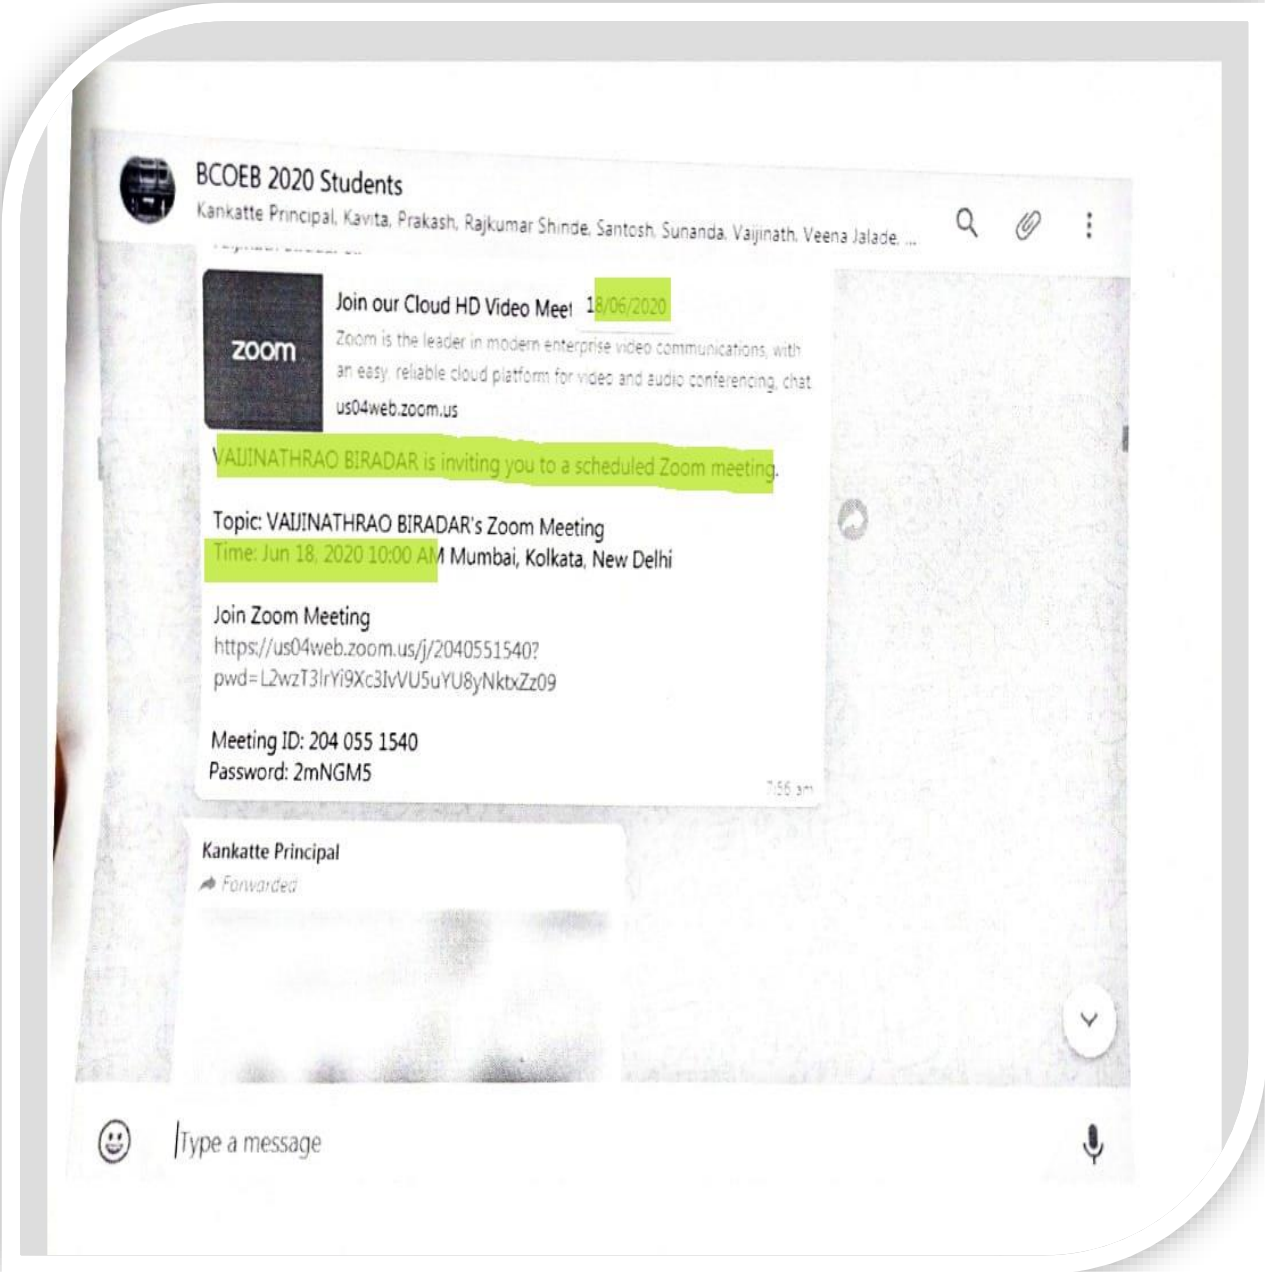 BCOEB 2020 Students
Kankatte Principal, Kavita, Prakash, Rajkumar Shinde, Santosh, Sunanda, Vaijinath, Veena Jalade, ...
zoom
Join our Cloud HD Video Meet 18/06/2020
Zoom is the leader in modern enterprise video communications, with
an easy, reliable cloud platform for video and audio conferencing, chat
us04web.zoom.us
VAIJINATHRAO BIRADAR is inviting you to a scheduled Zoom meeting.
Topic: VAIJINATHRAO BIRADAR's Zoom Meeting
Time: Jun 18, 2020 10:00 AM Mumbai, Kolkata, New Delhi
Join Zoom Meeting
https://us04web.zoom.us/j/2040551540?
pwd=L2wzT3lrYi9Xc3IvVU5uYU8yNktxZz09
Meeting ID: 204 055 1540
Password: 2mNGM5
7:56 am
Kankatte Principal
Forwarded
Type a message